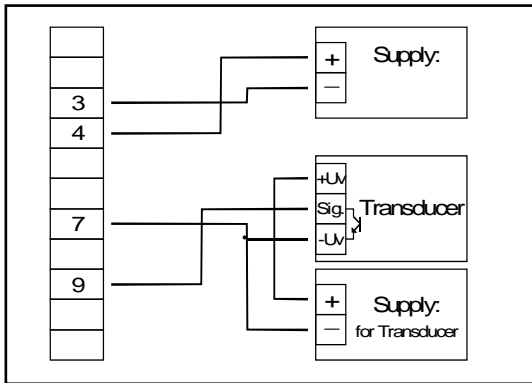 3
4
7
9
+ Supply:
−
+Uv
Sig. Transducer
-Uv
+ Supply:
− for Transducer